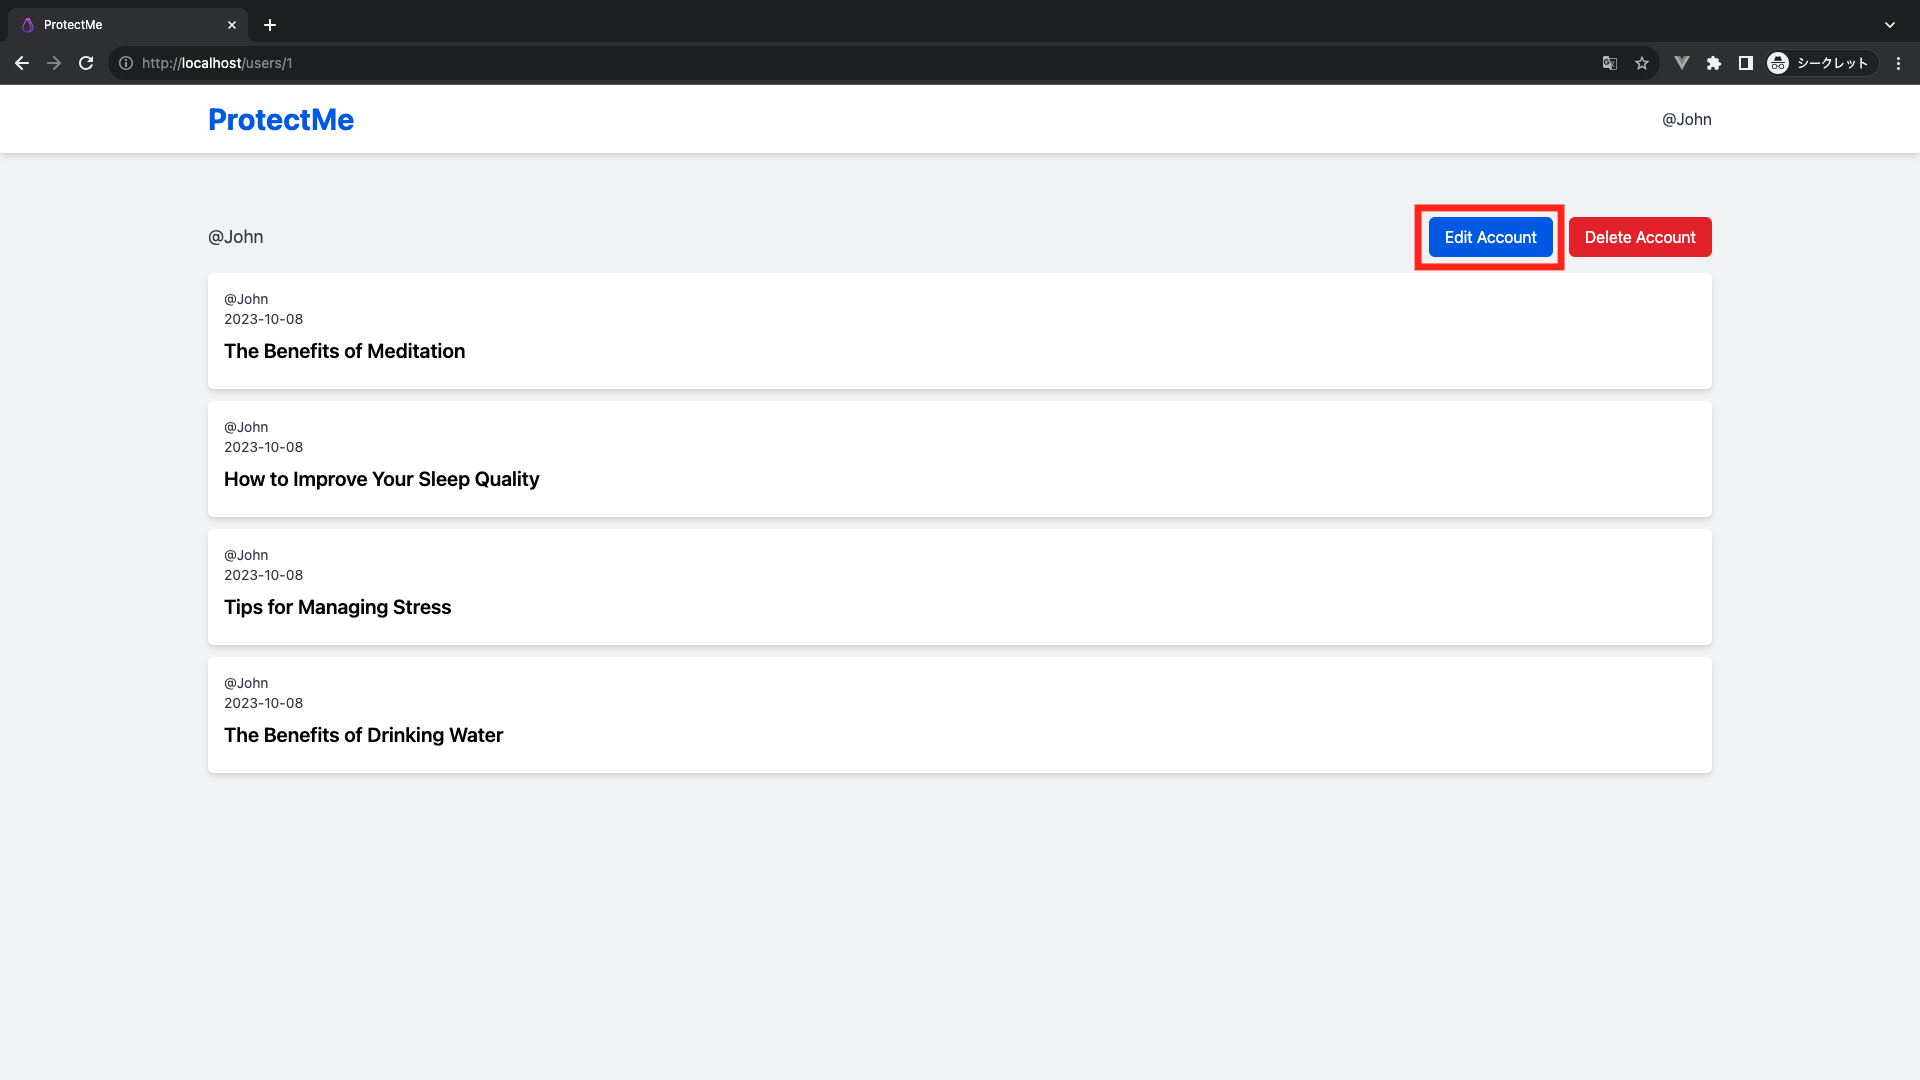 ProtectMe
http://localhost/users/1
シークレット
ProtectMe
@John
@John
Edit Account
Delete Account
@John
2023-10-08
The Benefits of Meditation
@John
2023-10-08
How to Improve Your Sleep Quality
@John
2023-10-08
Tips for Managing Stress
@John
2023-10-08
The Benefits of Drinking Water